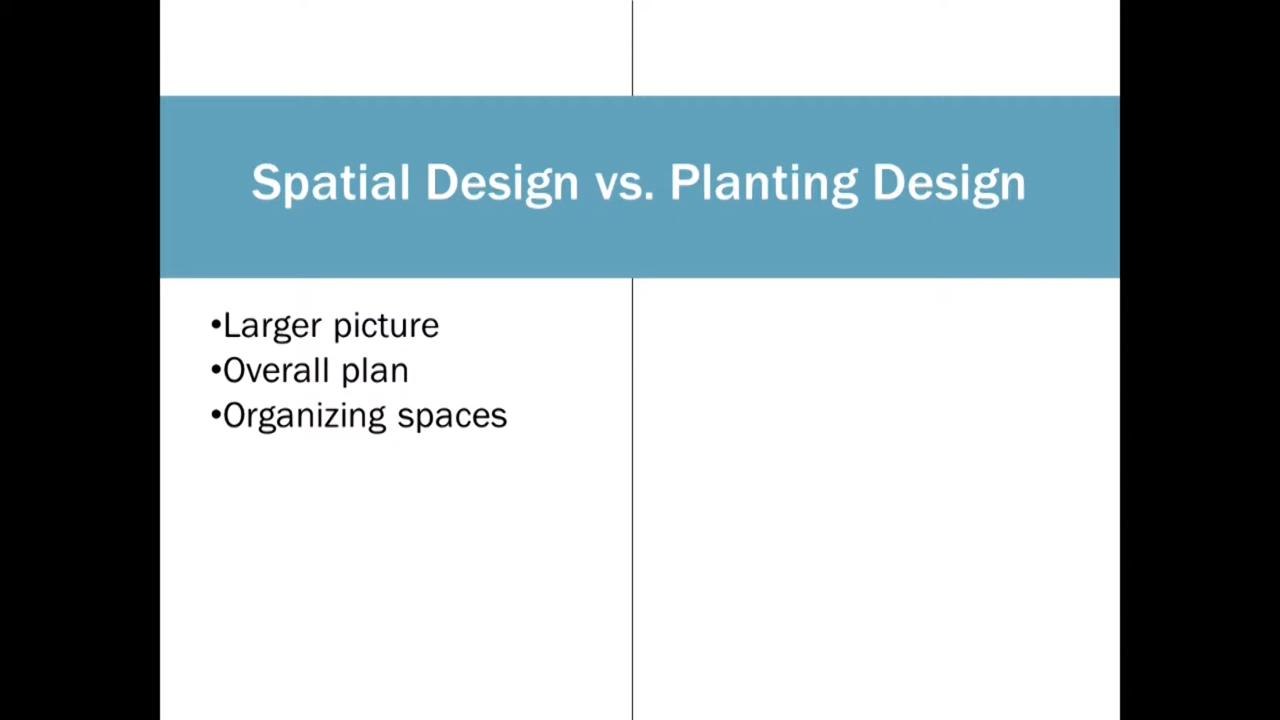 Spatial Design vs. Planting Design
•Larger picture
•Overall plan
•Organizing spaces